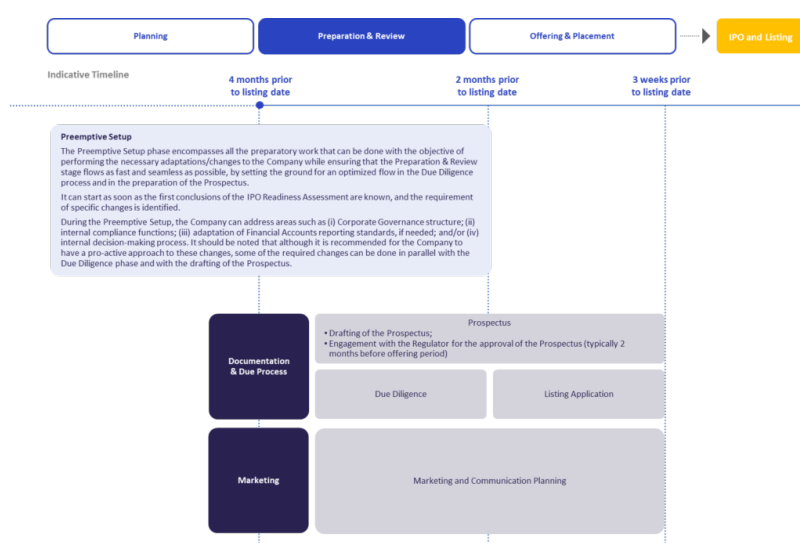 Planning
Preparation & Review
Offering & Placement
IPO and Listing
Indicative Timeline
4 months prior
to listing date
2 months prior
to listing date
3 weeks prior
to listing date
Preemptive Setup
The Preemptive Setup phase encompasses all the preparatory work that can be done with the objective of
performing the necessary adaptations/changes to the Company while ensuring that the Preparation & Review
stage flows as fast and seamless as possible, by setting the ground for an optimized flow in the Due Diligence
process and in the preparation of the Prospectus.
It can start as soon as the first conclusions of the IPO Readiness Assessment are known, and the requirement
of specific changes is identified.
During the Preemptive Setup, the Company can address areas such as (i) Corporate Governance structure; (ii)
internal compliance functions; (iii) adaptation of Financial Accounts reporting standards, if needed; and/or (iv)
internal decision-making process. It should be noted that although it is recommended for the Company to
have a pro-active approach to these changes, some of the required changes can be done in parallel with the
Due Diligence phase and with the drafting of the Prospectus.
Documentation
& Due Process
Prospectus
• Drafting of the Prospectus;
• Engagement with the Regulator for the approval of the Prospectus (typically 2
months before offering period)
Due Diligence
Listing Application
Marketing
Marketing and Communication Planning